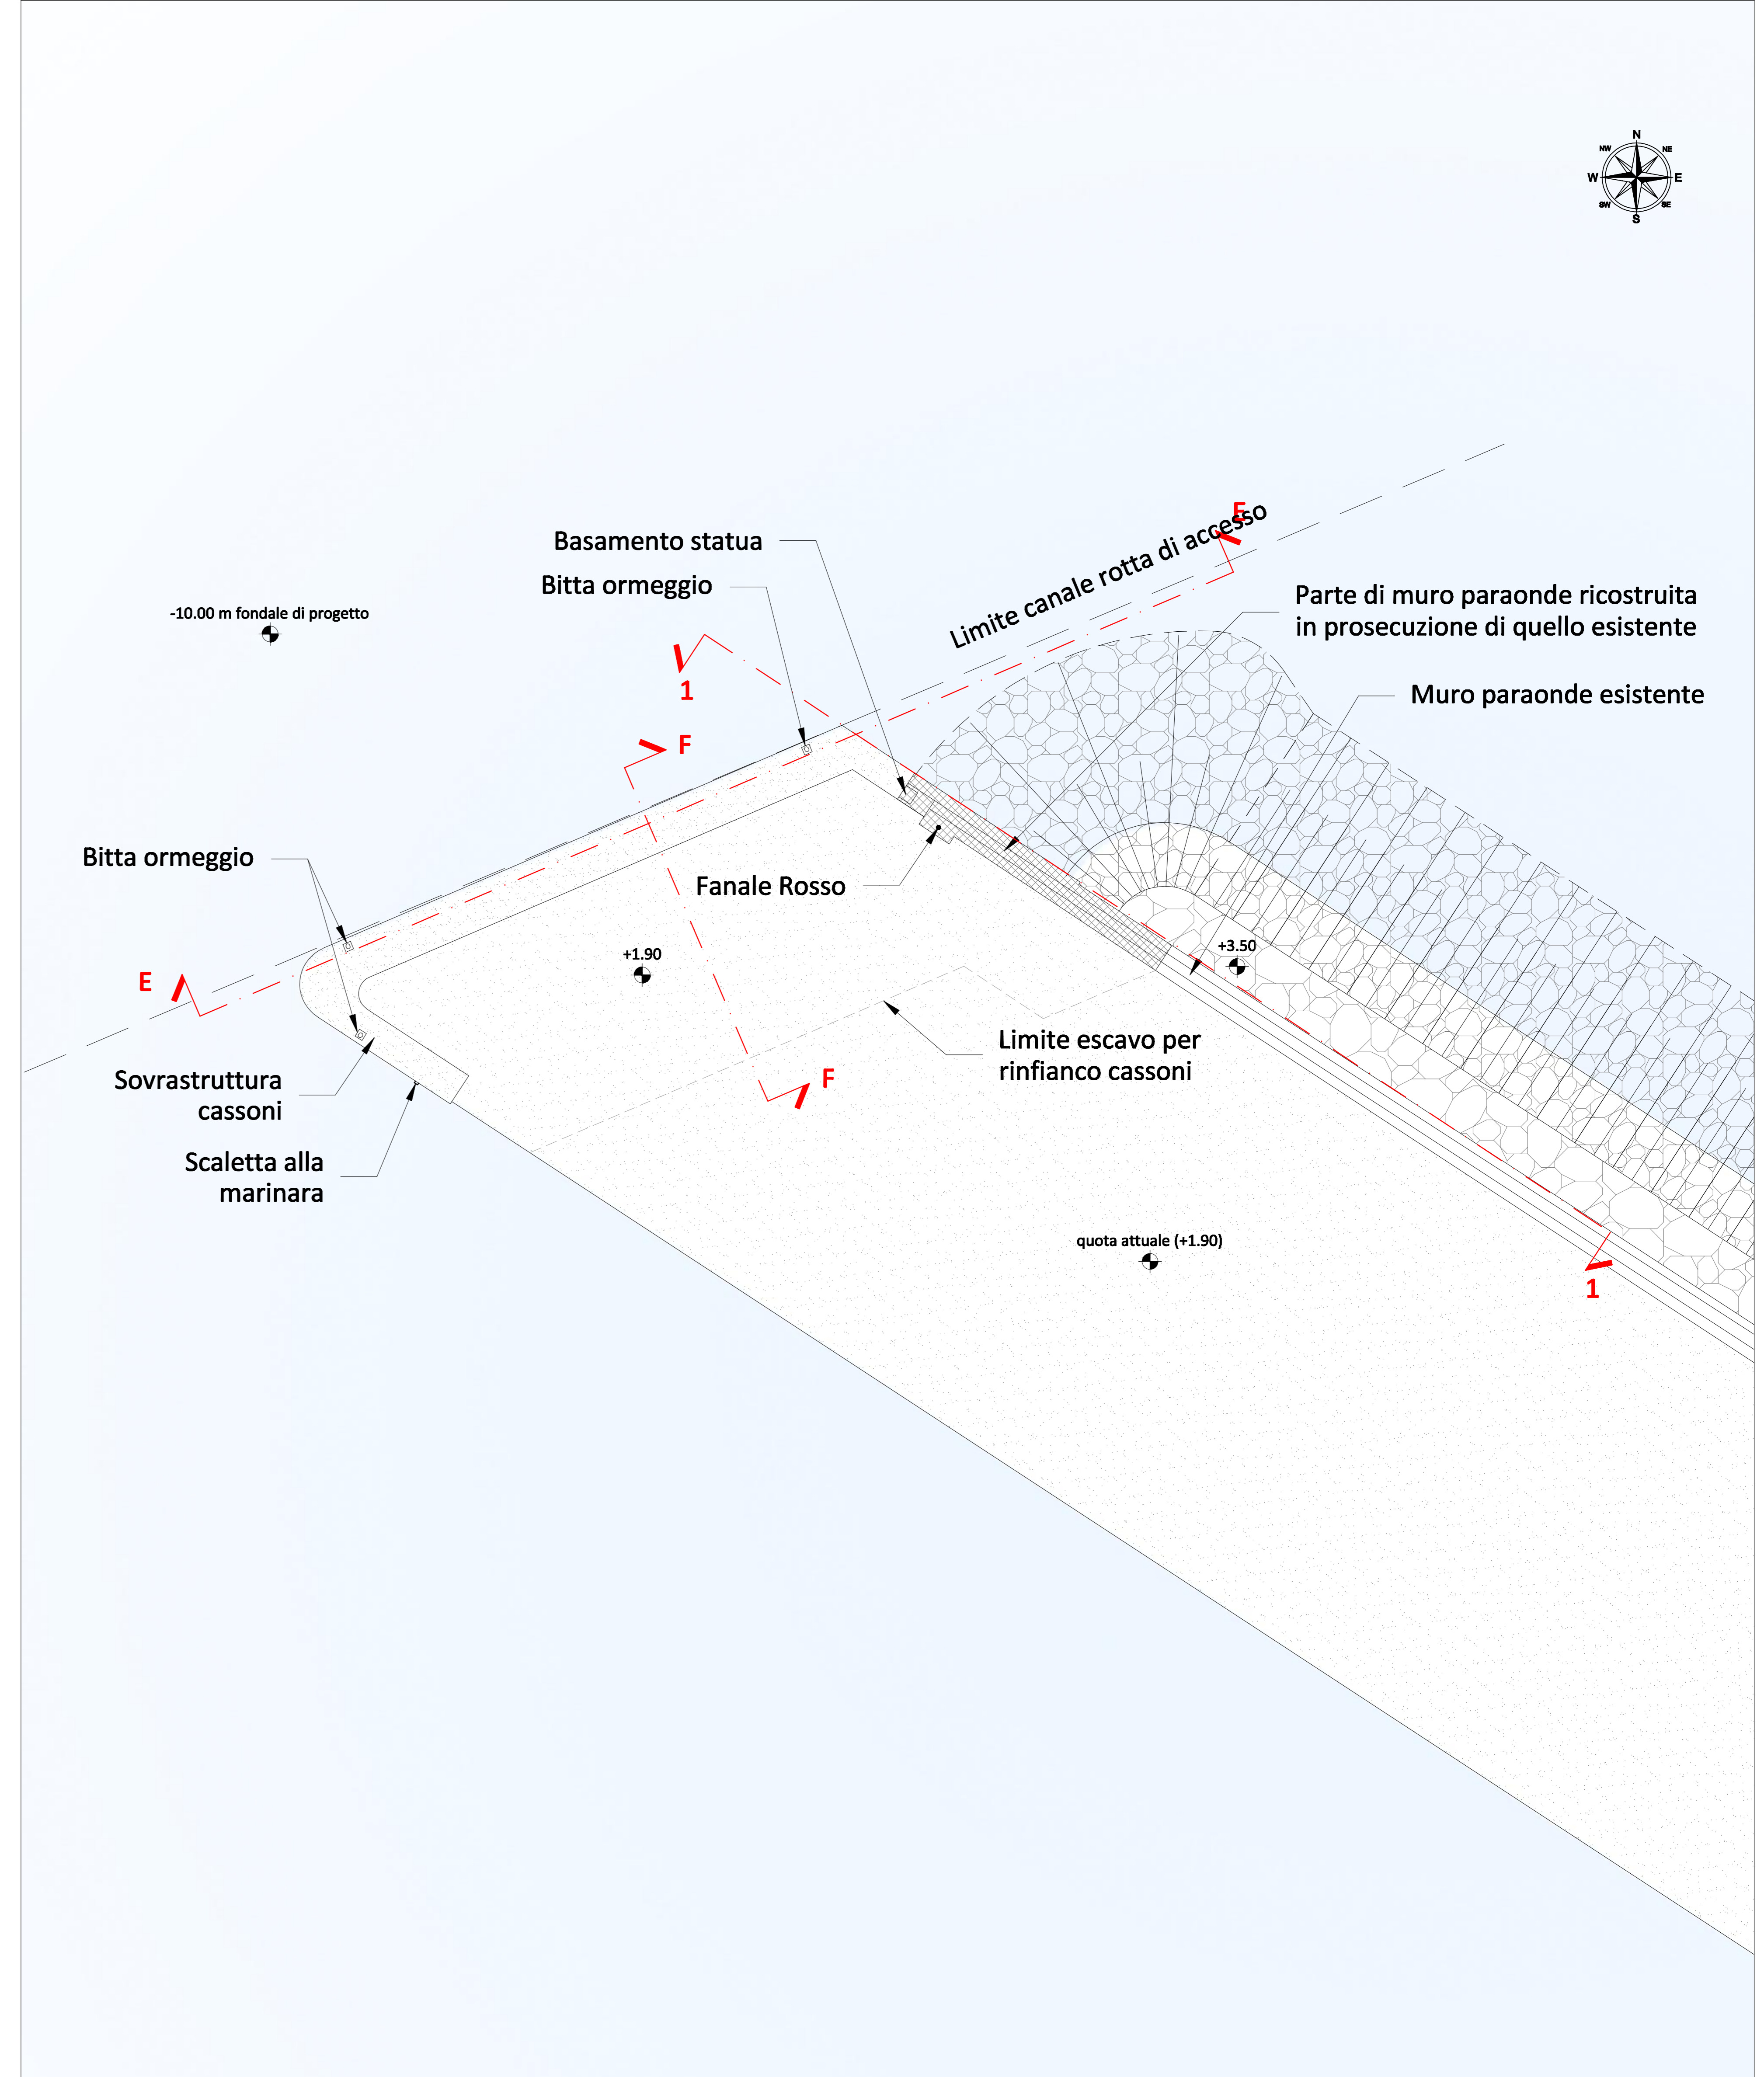 N
NW
NE
W
E
SW
SE
S
E
Limite canale rotta di accesso
Basamento statua
Bitta ormeggio
Parte di muro paraonde ricostruita
in prosecuzione di quello esistente
-10.00 m fondale di progetto
1
Muro paraonde esistente
F
Bitta ormeggio
Fanale Rosso
+1.90
+3.50
E
Limite escavo per
rinfianco cassoni
Sovrastruttura
cassoni
F
Scaletta alla
marinara
quota attuale (+1.90)
1